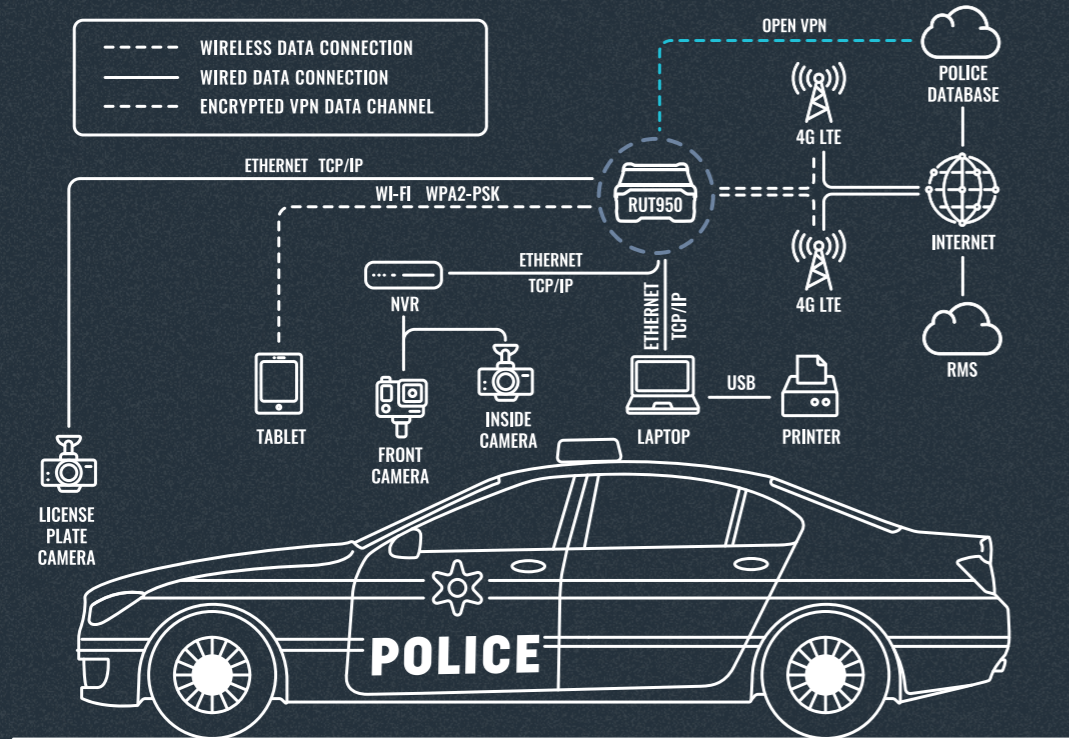 WIRELESS DATA CONNECTION
WIRED DATA CONNECTION
ENCRYPTED VPN DATA CHANNEL
OPEN VPN
POLICE
DATABASE
4G LTE
ETHERNET TCP/IP
WI-FI WPA2-PSK
RUT950
INTERNET
ETHERNET
TCP/IP
NVR
ETHERNET
TCP/IP
4G LTE
RMS
TABLET
FRONT
CAMERA
INSIDE
CAMERA
LAPTOP
USB
PRINTER
LICENSE
PLATE
CAMERA
POLICE